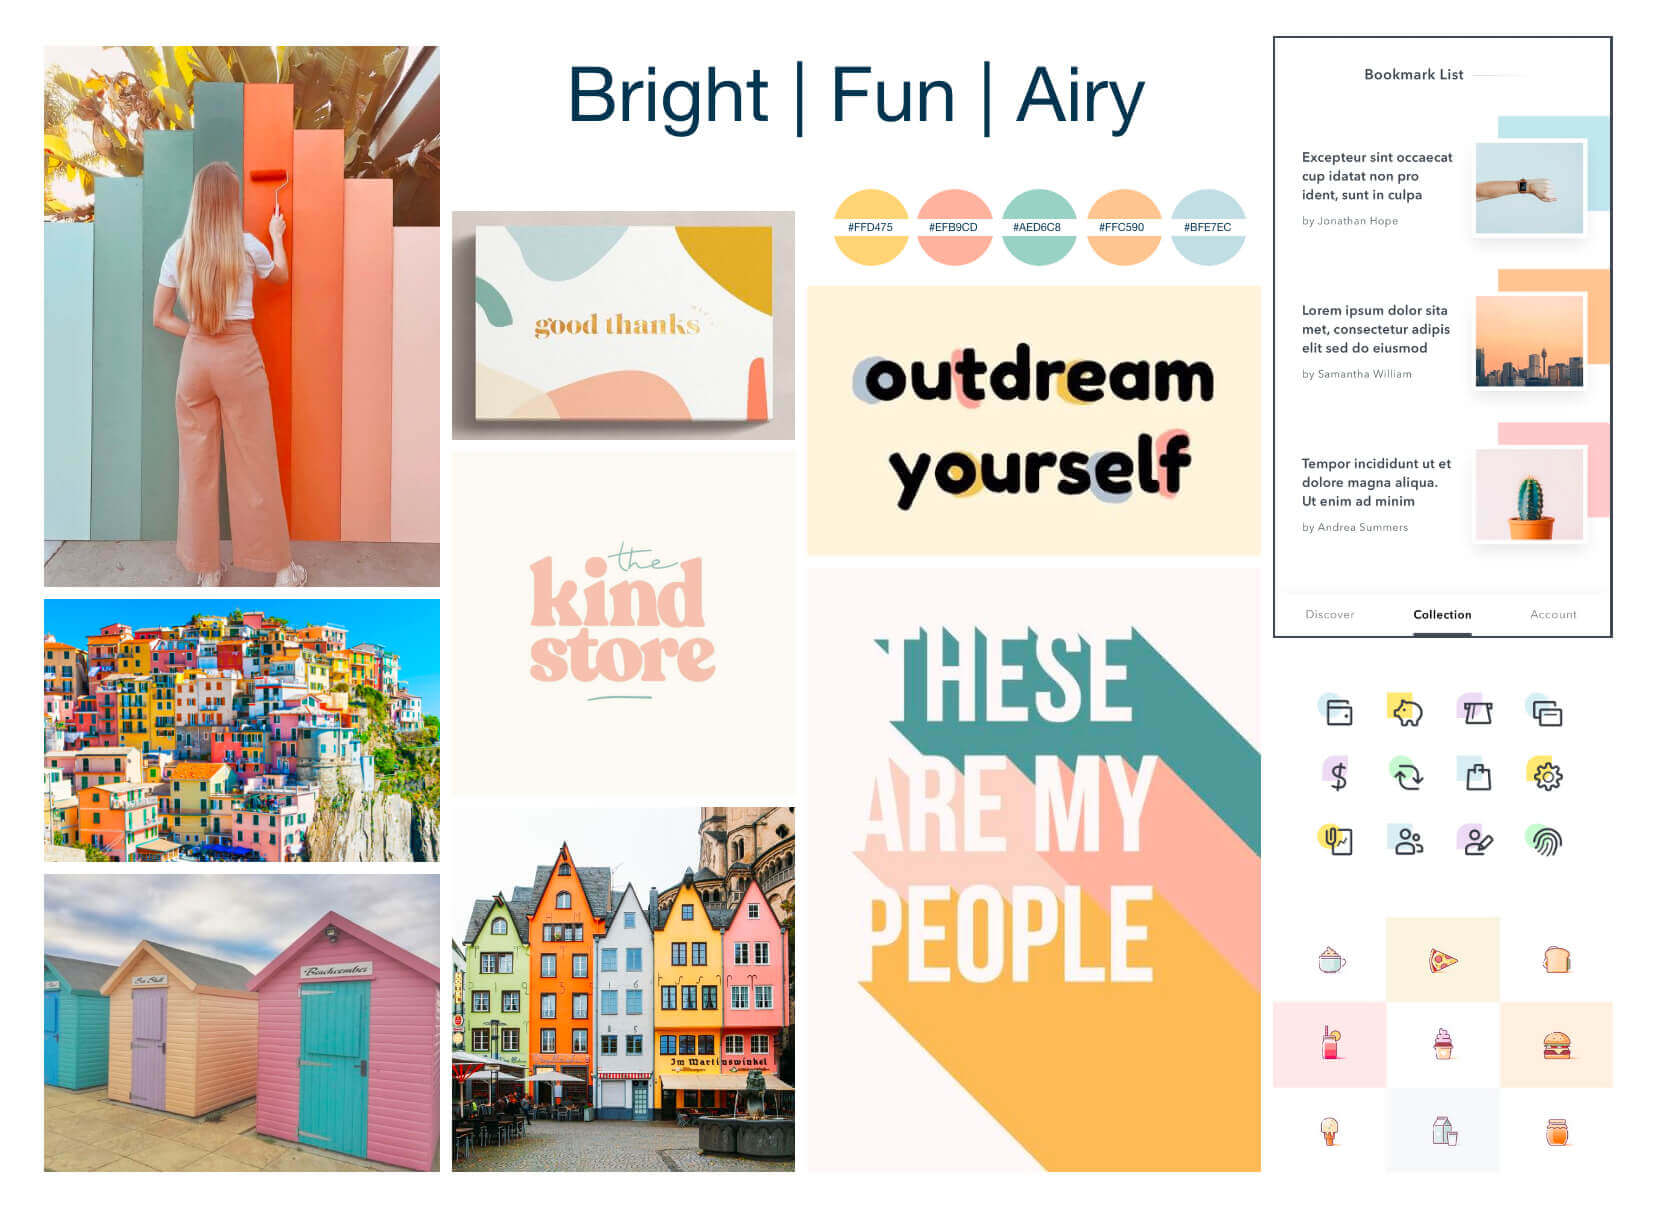 Bright | Fun | Airy
#FFD475
#EFB9CD
#AED6C8
#FFC590
#BFE7EC
good thanks
the
kind
store
outdream
yourself
THESE
ARE MY
PEOPLE
Bookmark List
Excepteur sint occaecat
cup idatat non pro
ident, sunt in culpa
by Jonathan Hope
Lorem ipsum dolor sita
met, consectetur adipis
elit sed do eiusmod
by Samantha William
Tempor incididunt ut et
dolore magna aliqua.
Ut enim ad minim
by Andrea Summers
Discover
Collection
Account
$
Beachcomber
Im Martinswinkel